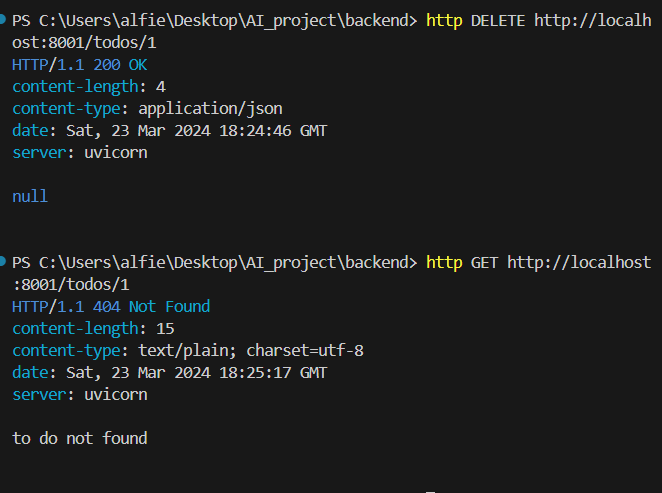 PS C:\Users\alfie\Desktop\AI_project\backend> http DELETE http://localh
ost:8001/todos/1
HTTP/1.1 200 OK
content-length: 4
content-type: application/json
date: Sat, 23 Mar 2024 18:24:46 GMT
server: uvicorn
null
PS C:\Users\alfie\Desktop\AI_project\backend> http GET http://localhost
:8001/todos/1
HTTP/1.1 404 Not Found
content-length: 15
content-type: text/plain; charset=utf-8
date: Sat, 23 Mar 2024 18:25:17 GMT
server: uvicorn
to do not found